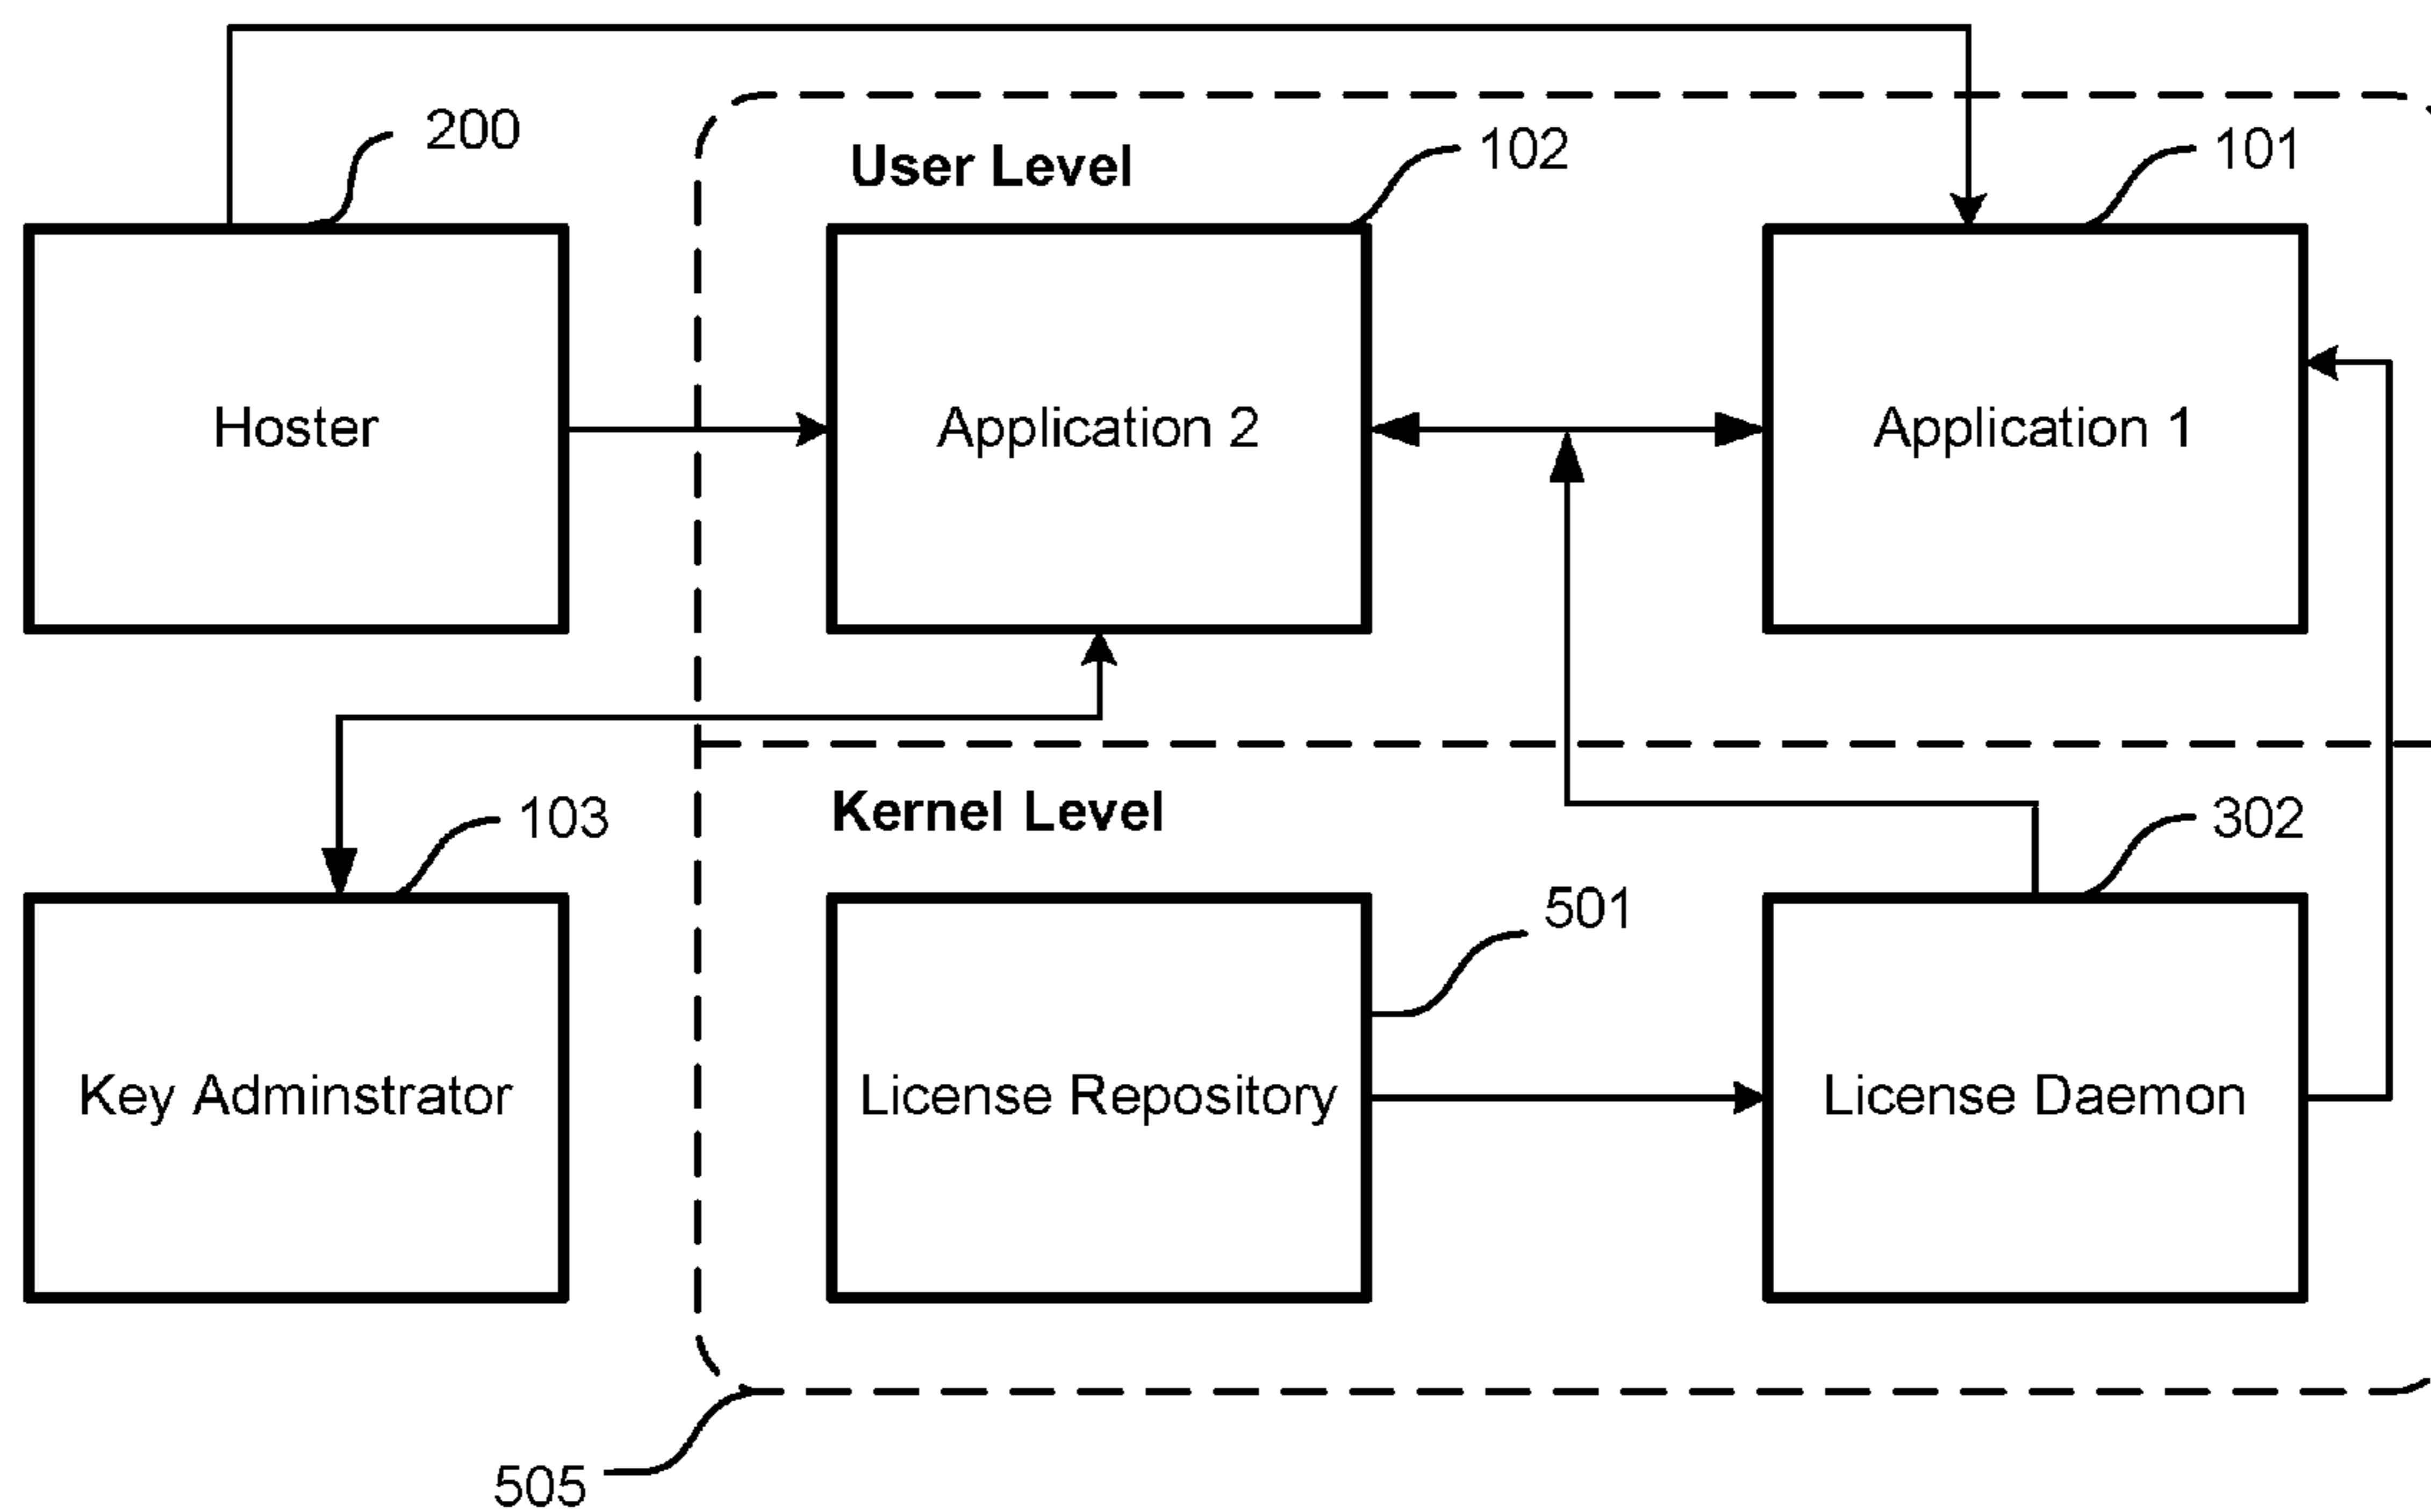 200
User Level
102
101
Hoster
Application 2
Application 1
Kernel Level
103
302
501
Key Adminstrator
License Repository
License Daemon
505